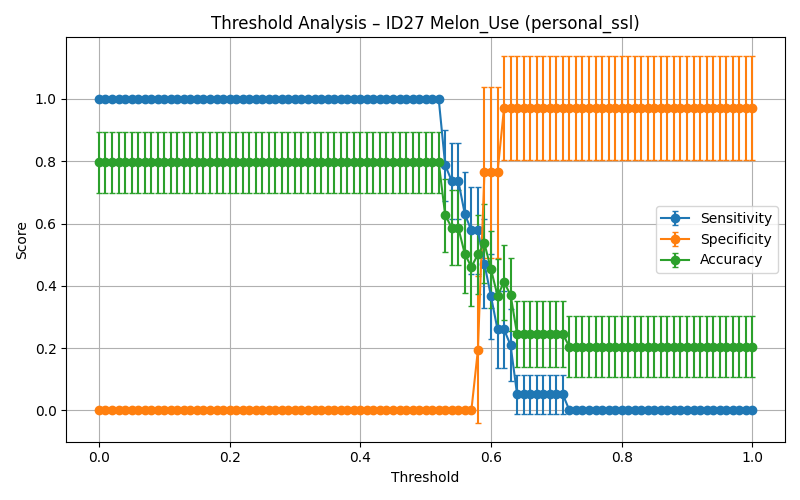 Threshold Analysis – ID27 Melon_Use (personal_ssl)
Score
1.0
0.8
0.6
0.4
0.2
0.0
Sensitivity
Specificity
Accuracy
0.0 0.2 0.4 0.6 0.8 1.0
Threshold